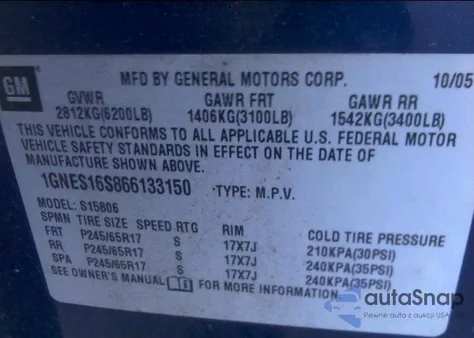 GM
MFD BY GENERAL MOTORS CORP. 10/05
GVWR GAWR FRT GAWR RR
2812KG(6200LB) 1406KG(3100LB) 1542KG(3400LB)
THIS VEHICLE CONFORMS TO ALL APPLICABLE U.S. FEDERAL MOTOR
VEHICLE SAFETY STANDARDS IN EFFECT ON THE DATE OF
MANUFACTURE SHOWN ABOVE.
1GNES16S866133150 TYPE: M.P.V.
MODEL: S15806
SPMN TIRE SIZE SPEED RTG RIM COLD TIRE PRESSURE
FRT P245/65R17 S 17X7J 210KPA(30PSI)
RR P245/65R17 S 17X7J 240KPA(35PSI)
SPA P245/65R17 S 17X7J 240KPA(35PSI)
SEE OWNER'S MANUAL FOR MORE INFORMATION
autoSnap
Pewne auta z aukcji USA